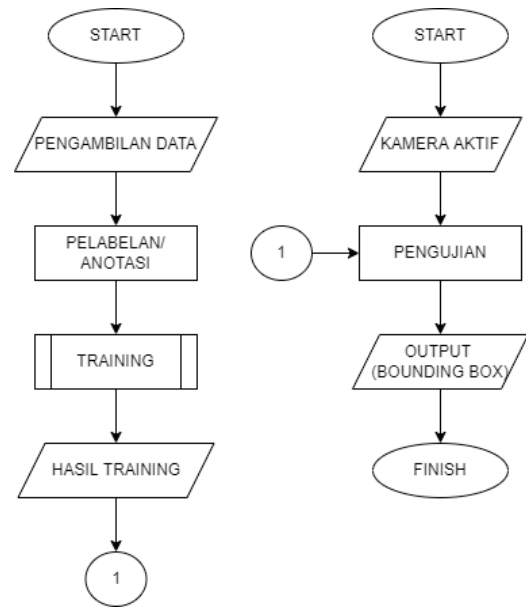 START
PENGAMBILAN DATA
PELABELAN/
ANOTASI
TRAINING
HASIL TRAINING
1
START
KAMERA AKTIF
1
PENGUJIAN
OUTPUT
(BOUNDING BOX)
FINISH